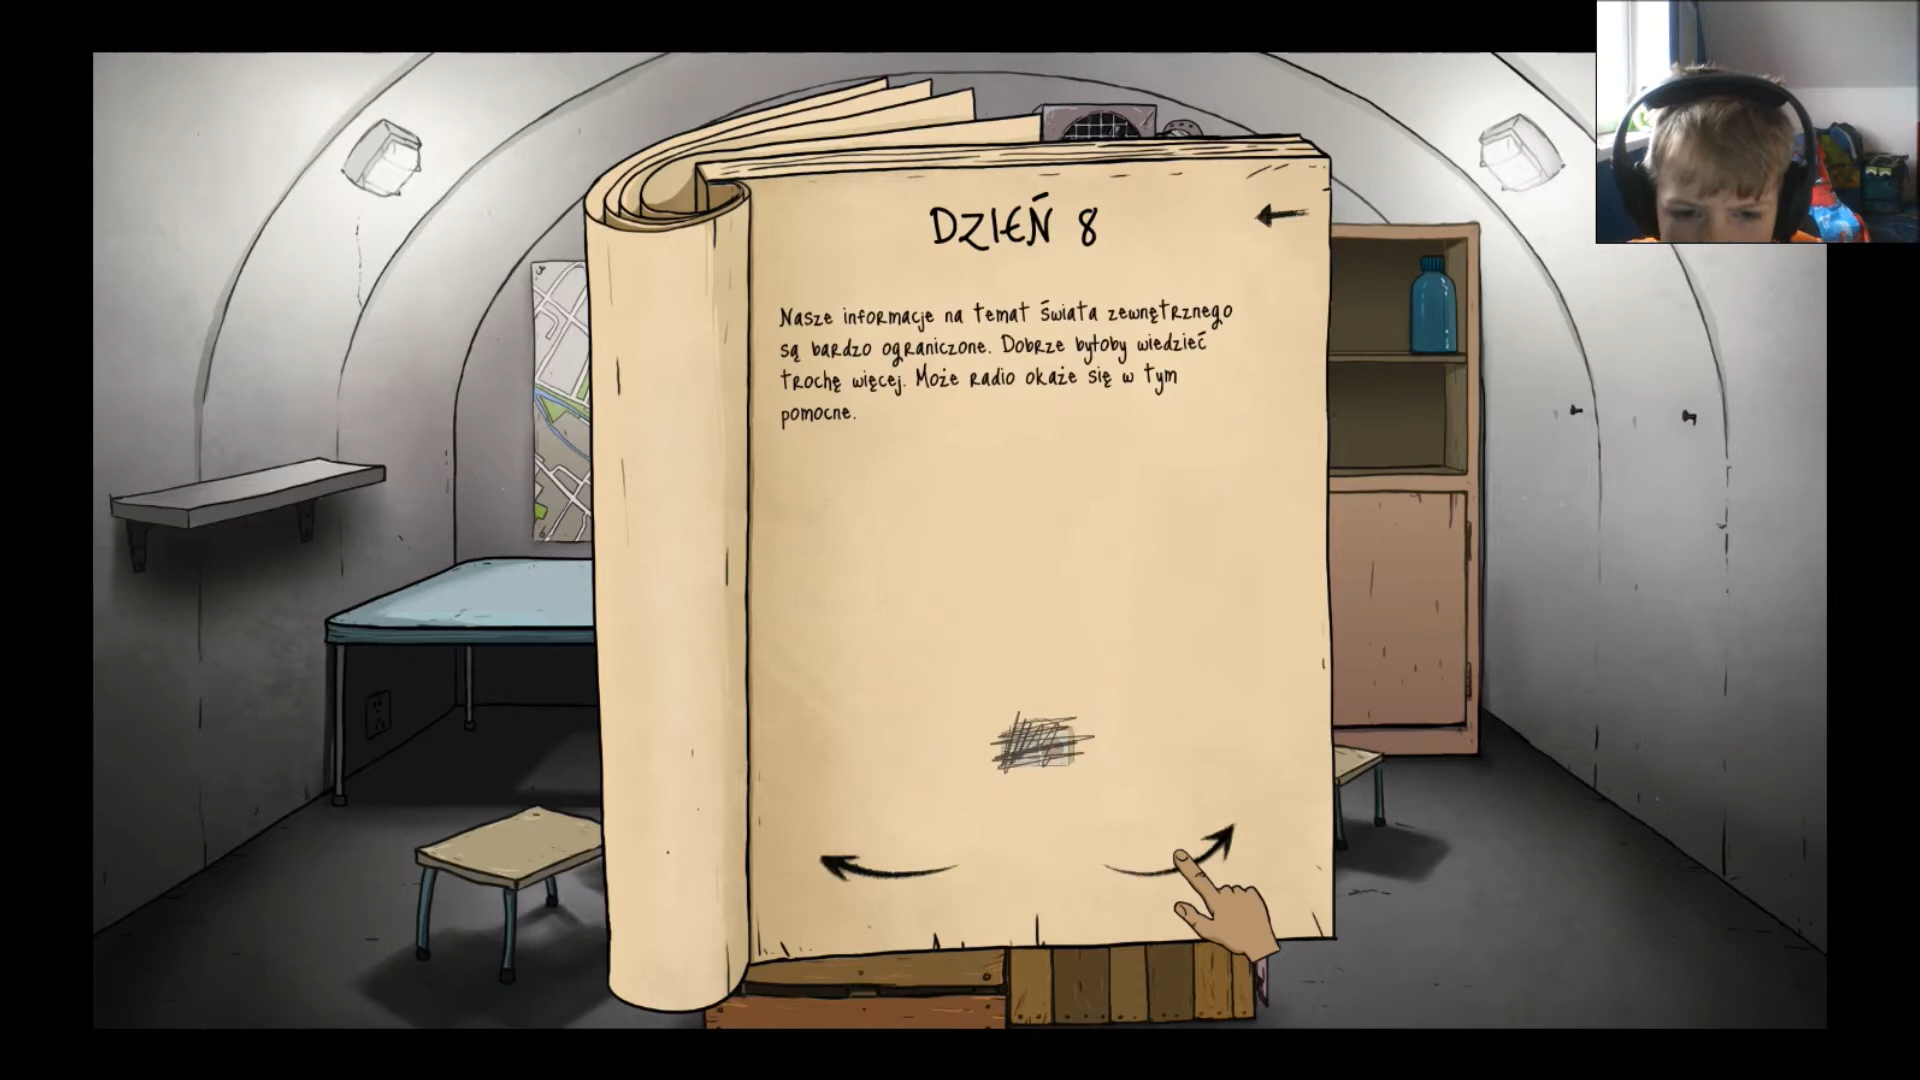 DZIEŃ 8
Nasze informacje na temat świata zewnętrznego
są bardzo ograniczone. Dobrze byłoby wiedzieć
trochę więcej. Może radio okaże się w tym
pomocne.